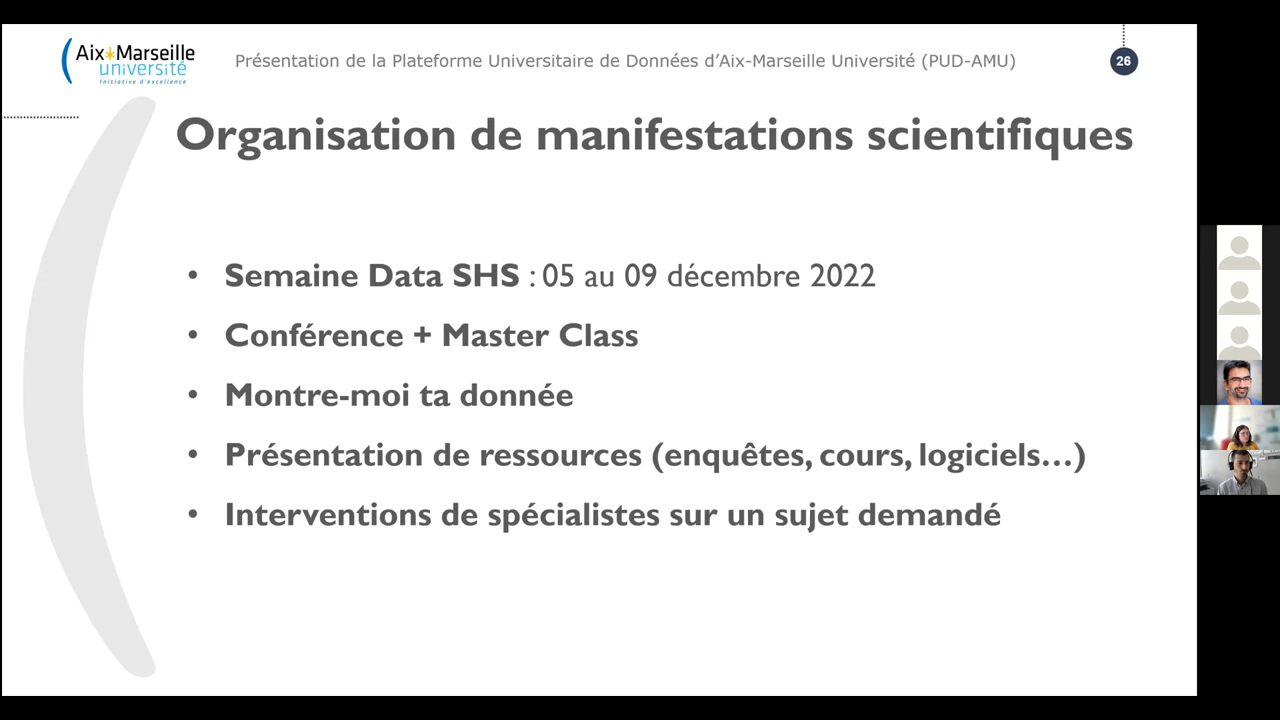 Aix*Marseille
université
Initiative d'excellence
Présentation de la Plateforme Universitaire de Données d’Aix-Marseille Université (PUD-AMU)
26
Organisation de manifestations scientifiques
• Semaine Data SHS : 05 au 09 décembre 2022
• Conférence + Master Class
• Montre-moi ta donnée
• Présentation de ressources (enquêtes, cours, logiciels…)
• Interventions de spécialistes sur un sujet demandé